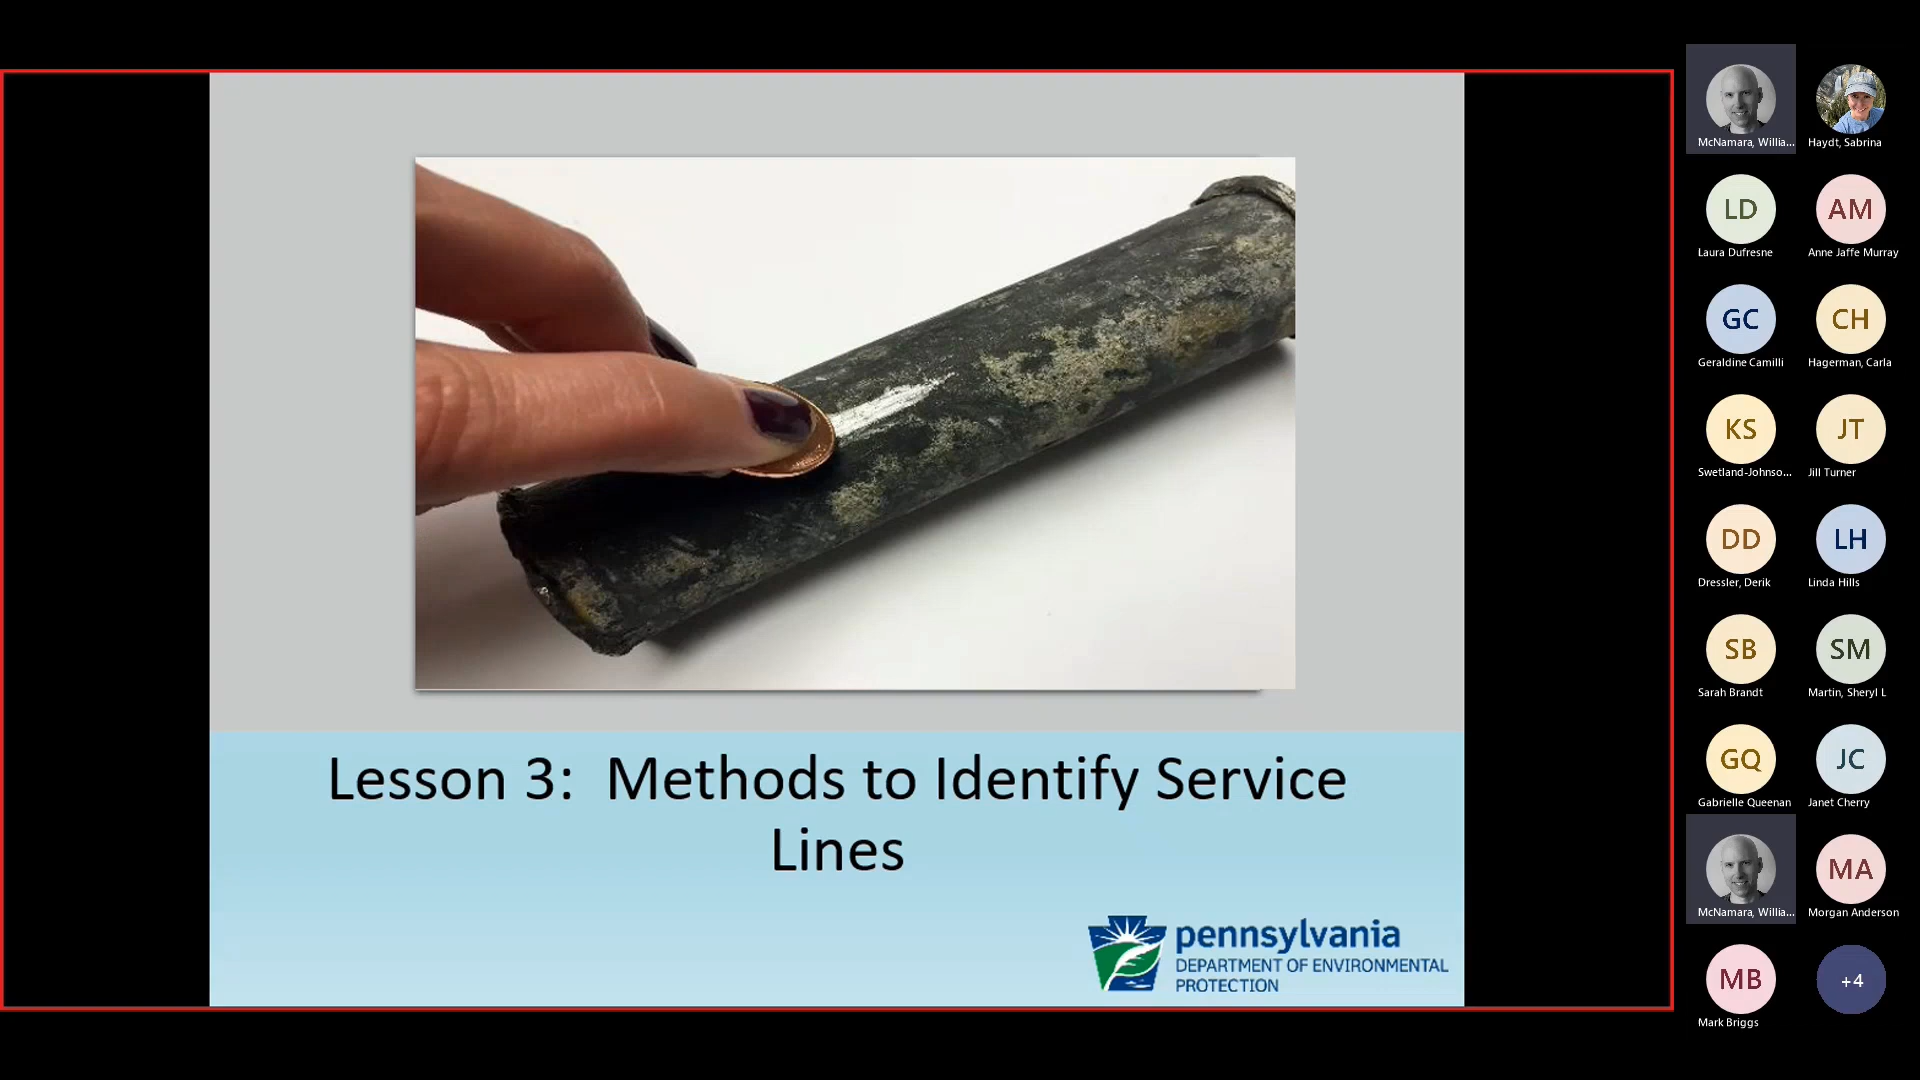 Lesson 3:  Methods to Identify Service
Lines
pennsylvania
DEPARTMENT OF ENVIRONMENTAL
PROTECTION
McNamara, Willia...
Haydt, Sabrina
LD
AM
Laura Dufresne
Anne Jaffe Murray
GC
CH
Geraldine Camilli
Hagerman, Carla
KS
JT
Swetland-Johnso...
Jill Turner
DD
LH
Dressler, Derik
Linda Hills
SB
SM
Sarah Brandt
Martin, Sheryl L
GQ
JC
Gabrielle Queenan
Janet Cherry
McNamara, Willia...
MA
Morgan Anderson
MB
+4
Mark Briggs